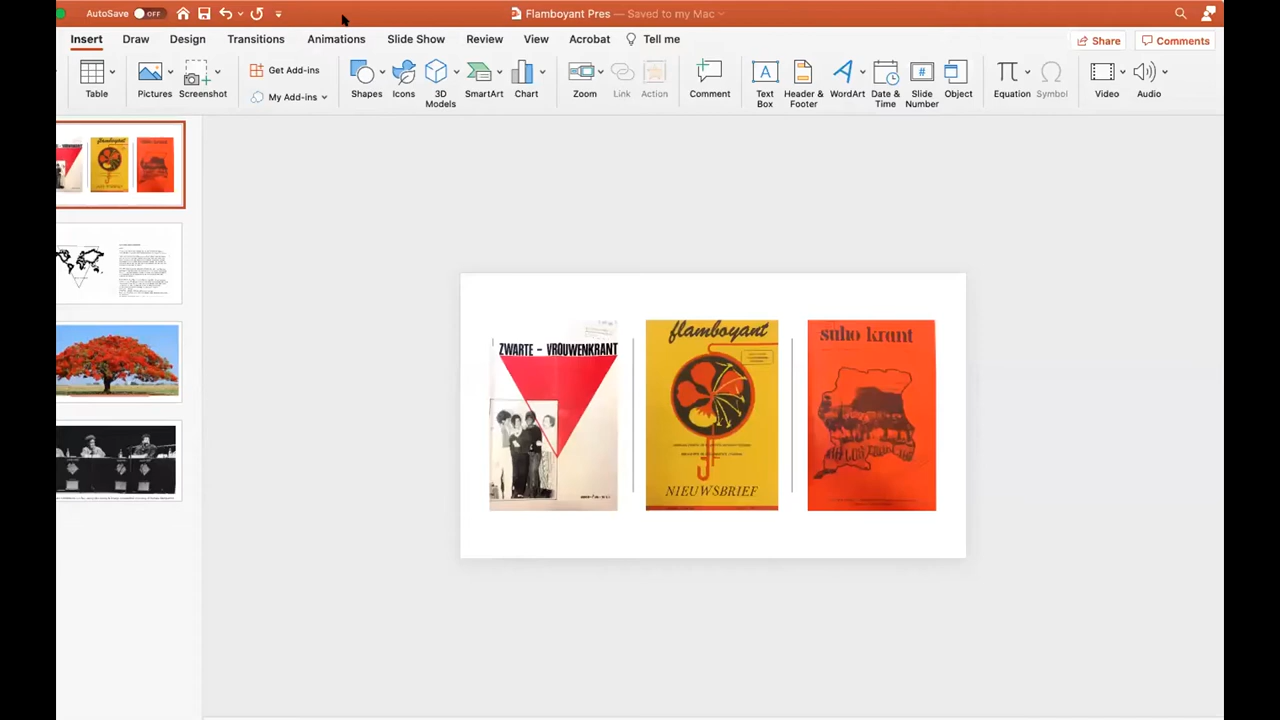 AutoSave OFF
Flamboyant Pres — Saved to my Mac
Insert Draw Design Transitions Animations Slide Show Review View Acrobat Tell me
Share Comments
Table
Pictures
Screenshot
Get Add-ins
My Add-ins
Shapes
Icons
3D
Models
SmartArt
Chart
Zoom
Link
Action
Comment
Text
Box
Header &
Footer
WordArt
Date &
Time
Slide
Number
Object
Equation
Symbol
Video
Audio
ZWARTE - VROUWENKRANT
flamboyant
NIEUWSBRIEF
suho krant